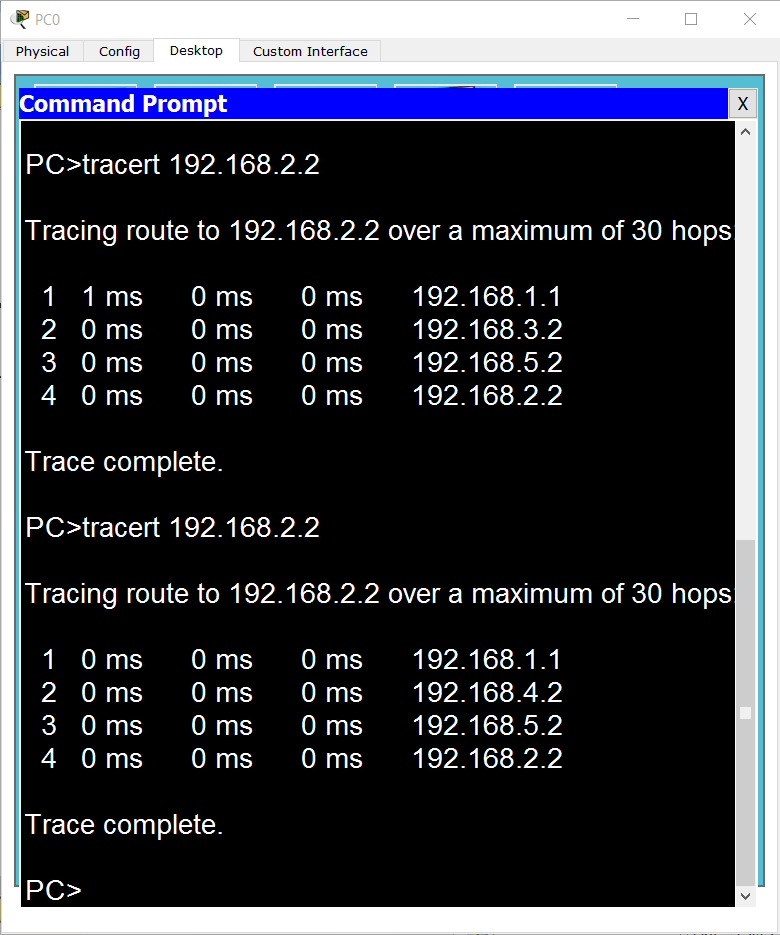 PC0
Physical Config Desktop Custom Interface
Command Prompt X
PC>tracert 192.168.2.2
Tracing route to 192.168.2.2 over a maximum of 30 hops:
1 1 ms 0 ms 0 ms 192.168.1.1
2 0 ms 0 ms 0 ms 192.168.3.2
3 0 ms 0 ms 0 ms 192.168.5.2
4 0 ms 0 ms 0 ms 192.168.2.2
Trace complete.
PC>tracert 192.168.2.2
Tracing route to 192.168.2.2 over a maximum of 30 hops:
1 0 ms 0 ms 0 ms 192.168.1.1
2 0 ms 0 ms 0 ms 192.168.4.2
3 0 ms 0 ms 0 ms 192.168.5.2
4 0 ms 0 ms 0 ms 192.168.2.2
Trace complete.
PC>